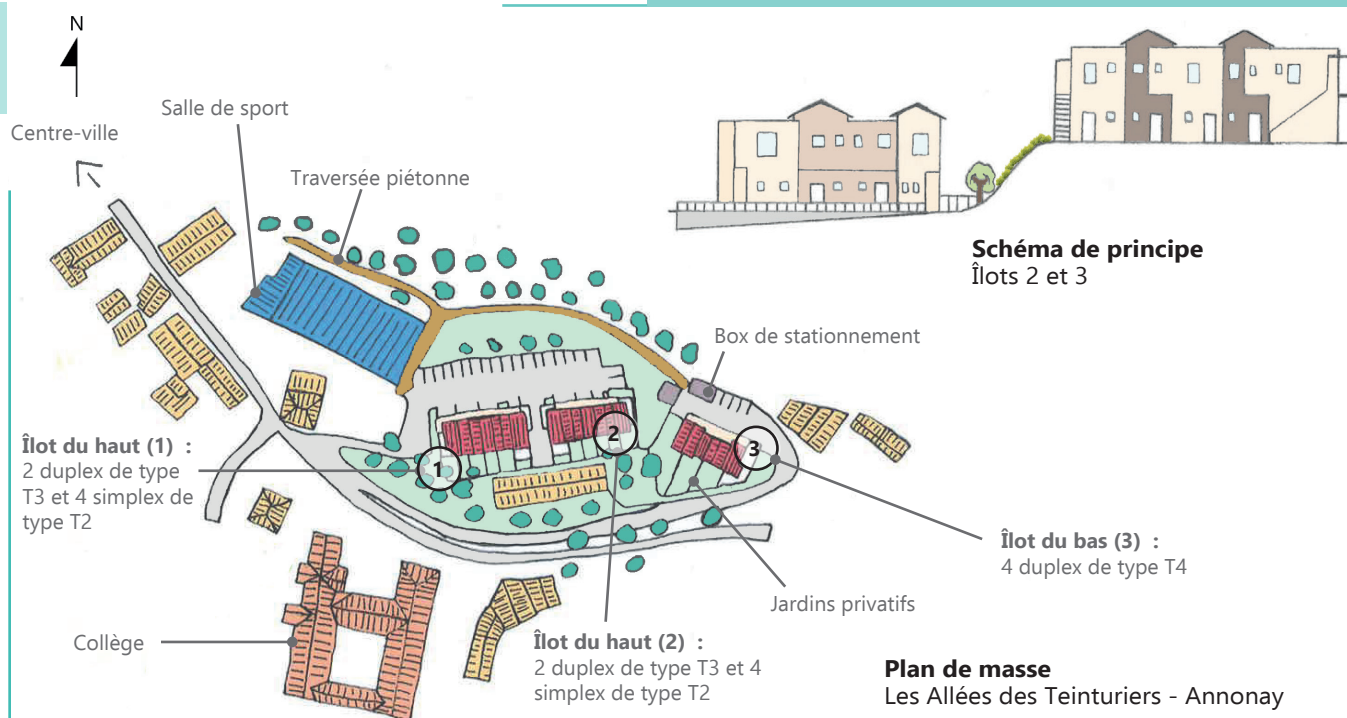 N
Salle de sport
Centre-ville
Traversée piétonne
Schéma de principe
Îlots 2 et 3
Box de stationnement
Îlot du haut (1) :
2 duplex de type
T3 et 4 simplex de
type T2
1
2
3
Îlot du bas (3) :
4 duplex de type T4
Jardins privatifs
Collège
Îlot du haut (2) :
2 duplex de type T3 et 4
simplex de type T2
Plan de masse
Les Allées des Teinturiers - Annonay